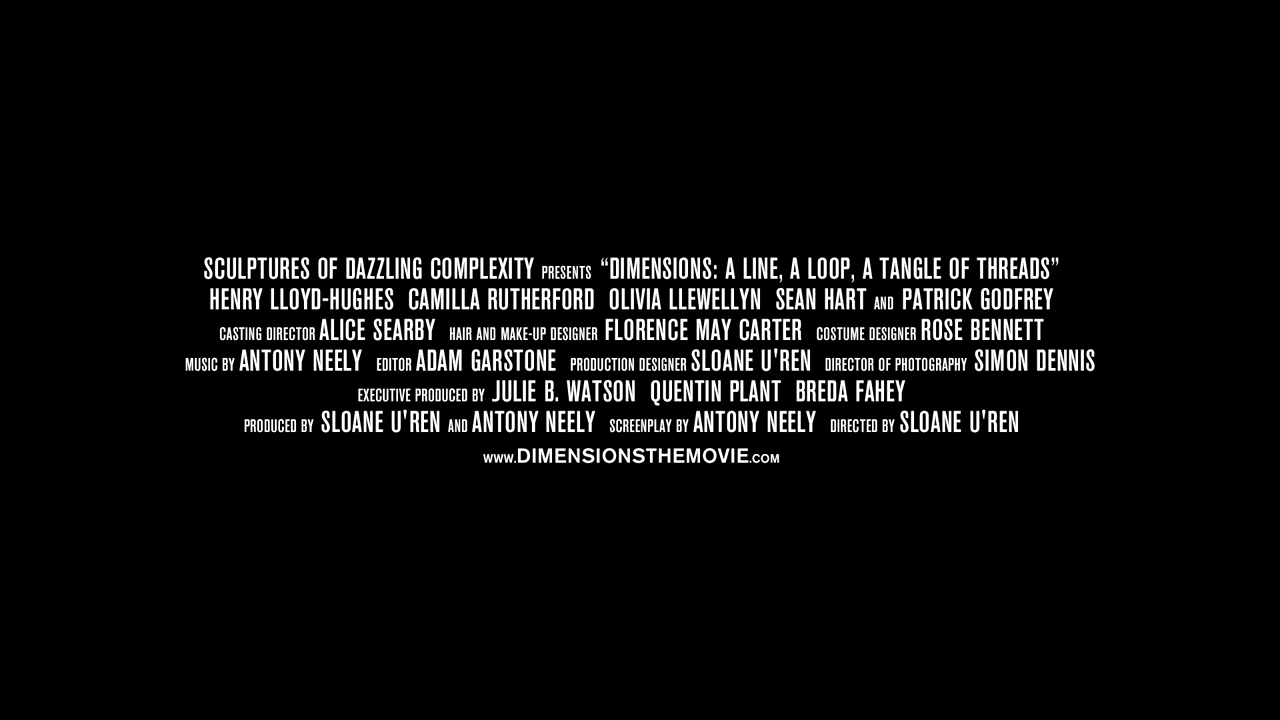 SCULPTURES OF DAZZLING COMPLEXITY PRESENTS “DIMENSIONS: A LINE, A LOOP, A TANGLE OF THREADS”
HENRY LLOYD-HUGHES CAMILLA RUTHERFORD OLIVIA LLEWELLYN SEAN HART AND PATRICK GODFREY
CASTING DIRECTOR ALICE SEARBY HAIR AND MAKE-UP DESIGNER FLORENCE MAY CARTER COSTUME DESIGNER ROSE BENNETT
MUSIC BY ANTONY NEELY EDITOR ADAM GARSTONE PRODUCTION DESIGNER SLOANE U'REN DIRECTOR OF PHOTOGRAPHY SIMON DENNIS
EXECUTIVE PRODUCED BY JULIE B. WATSON QUENTIN PLANT BREDA FAHEY
PRODUCED BY SLOANE U'REN AND ANTONY NEELY SCREENPLAY BY ANTONY NEELY DIRECTED BY SLOANE U'REN
WWW.DIMENSIONSTHEMOVIE.COM